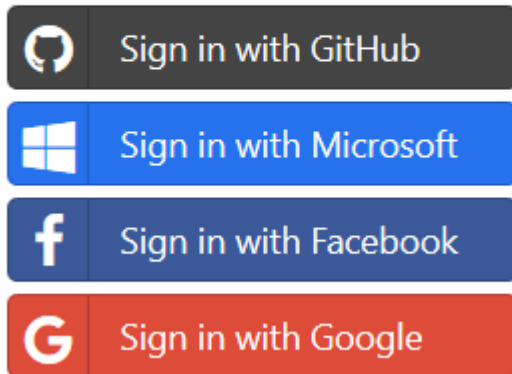 Sign in with GitHub
Sign in with Microsoft
Sign in with Facebook
Sign in with Google